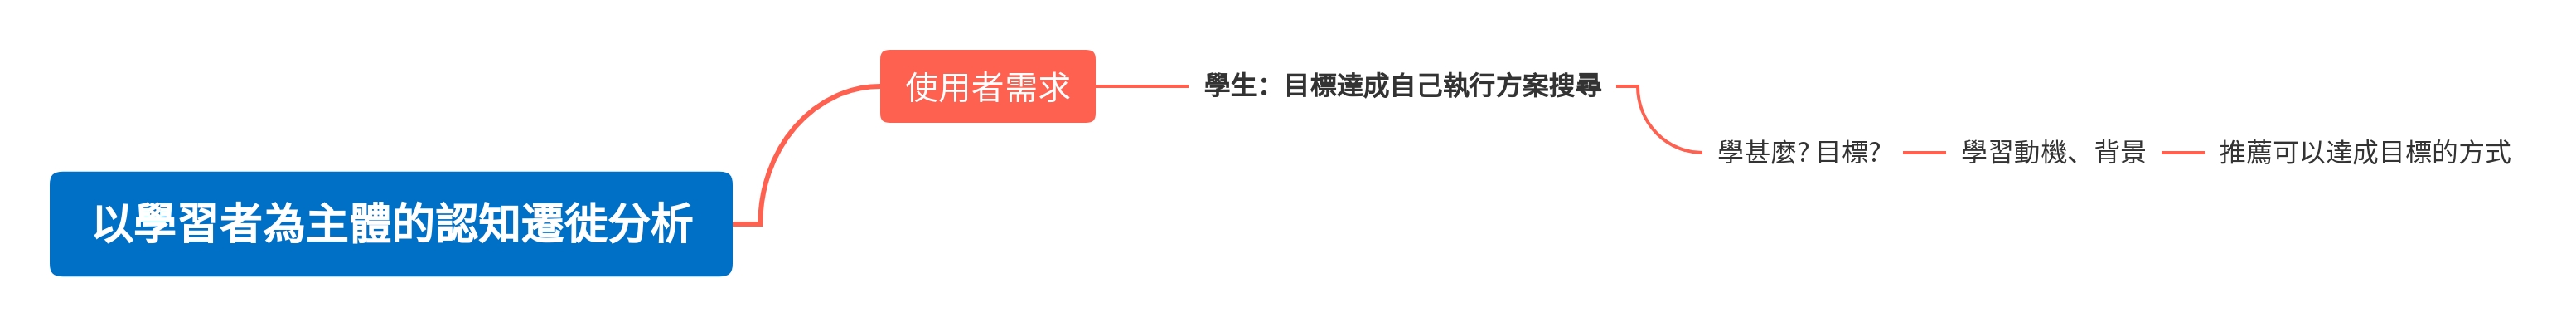 使用者需求
學生：目標達成自己執行方案搜尋
學甚麼? 目標?
學習動機、背景
推薦可以達成目標的方式
以學習者為主體的認知遷徙分析